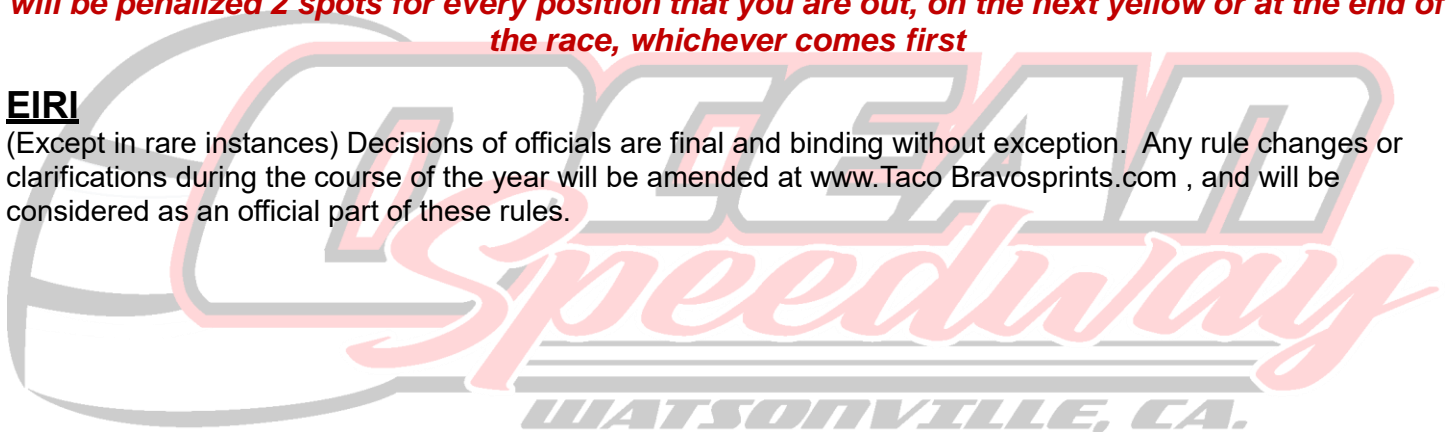 will be penalized 2 spots for every position that you are out, on the next yellow or at the end of
the race, whichever comes first
EIRI
(Except in rare instances) Decisions of officials are final and binding without exception.  Any rule changes or
clarifications during the course of the year will be amended at www.Taco Bravosprints.com , and will be
considered as an official part of these rules.
OCEAN
Speedway
WATSONVILLE, CA.